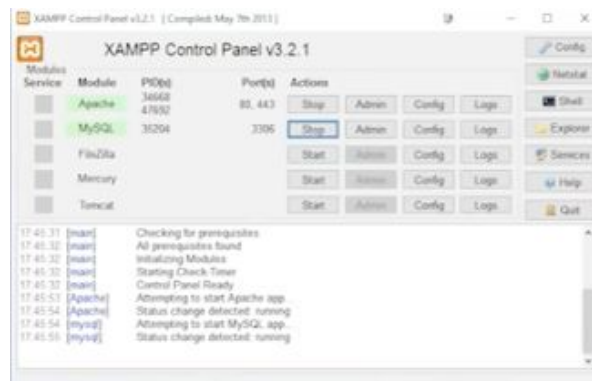 XAMPP Control Panel v3.2.1 [ Compiled: May 7th 2013 ]
XAMPP Control Panel v3.2.1
Config
Modules
Service Module PID(s) Port(s) Actions
Netstat
Apache 34668 47692 80, 443 Stop Admin Config Logs
Shell
MySQL 35204 3306 Stop Admin Config Logs
Explorer
FileZilla Start Admin Config Logs
Services
Mercury Start Admin Config Logs
Help
Tomcat Start Admin Config Logs
Quit
17:45:31 [main] Checking for prerequisites
17:45:32 [main] All prerequisites found
17:45:32 [main] Initializing Modules
17:45:32 [main] Starting Check-Timer
17:45:32 [main] Control Panel Ready
17:45:53 [Apache] Attempting to start Apache app...
17:45:54 [Apache] Status change detected: running
17:45:54 [mysql] Attempting to start MySQL app...
17:45:55 [mysql] Status change detected: running